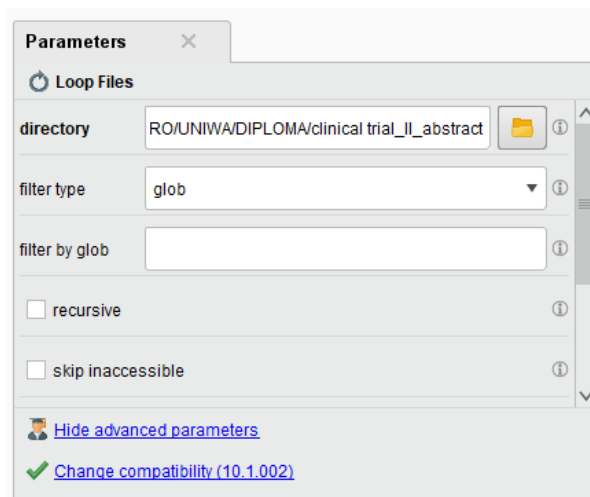 Parameters
Loop Files
directory
RO/UNIWA/DIPLOMA/clinical trial_II_abstract
filter type
glob
filter by glob
recursive
skip inaccessible
Hide advanced parameters
Change compatibility (10.1.002)